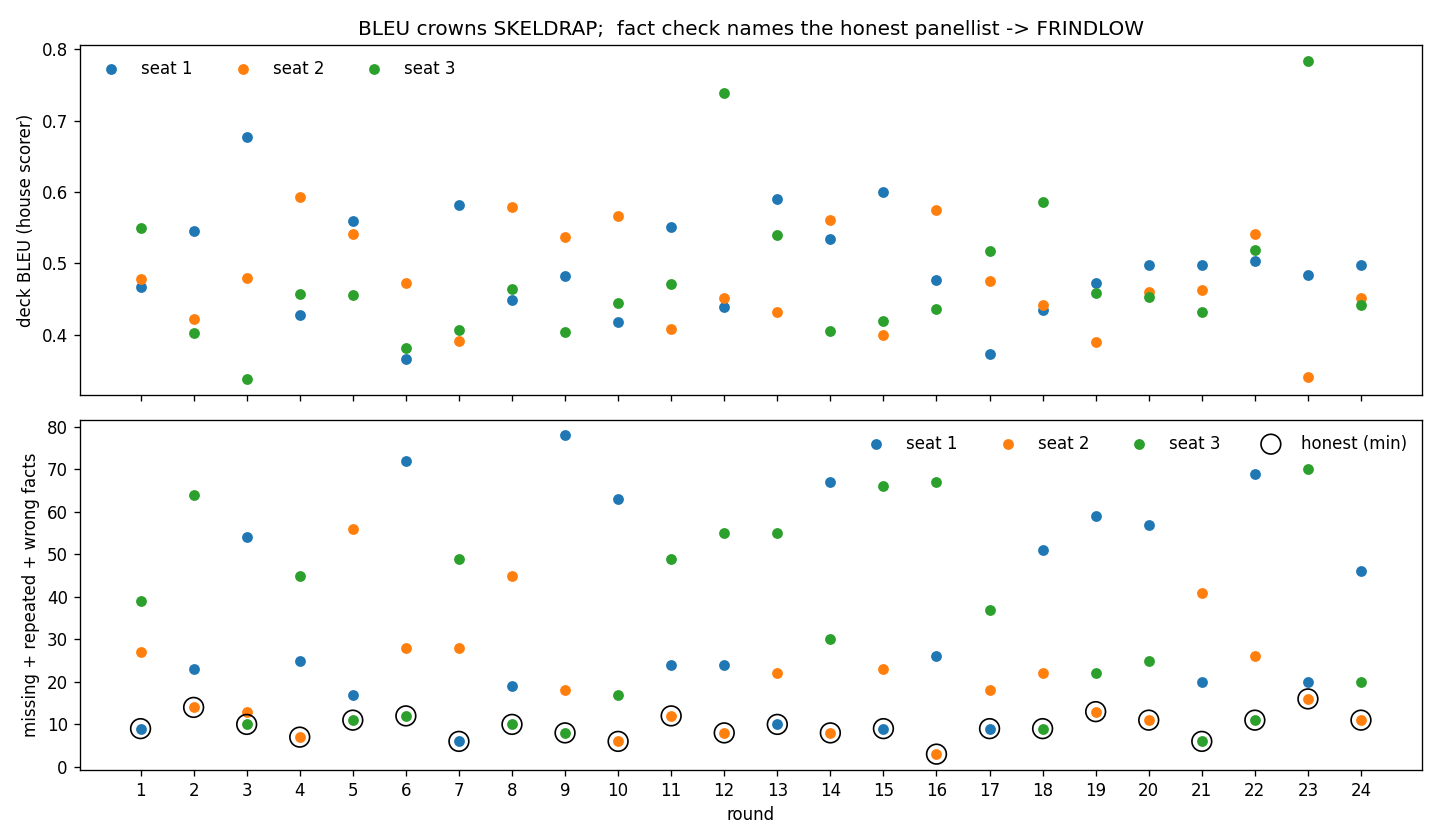 BLEU crowns SKELDRAP;  fact check names the honest panellist -> FRINDLOW
deck BLEU (house scorer)
0.8
0.7
0.6
0.5
0.4
seat 1 seat 2 seat 3
missing + repeated + wrong facts
80
70
60
50
40
30
20
10
0
seat 1 seat 2 seat 3 honest (min)
1 2 3 4 5 6 7 8 9 10 11 12 13 14 15 16 17 18 19 20 21 22 23 24
round